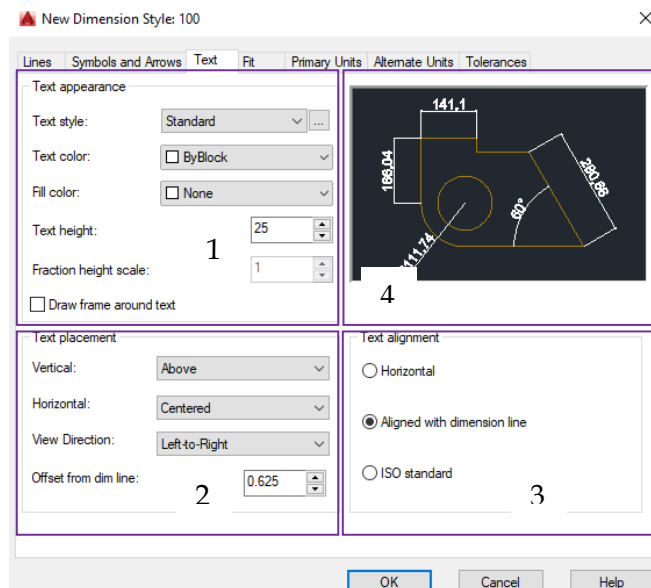 New Dimension Style: 100
Lines Symbols and Arrows Text Fit Primary Units Alternate Units Tolerances
Text appearance
Text style: Standard ...
Text color: ByBlock
Fill color: None
Text height: 25
1
Fraction height scale: 1
Draw frame around text
141,1
166,04
280,66
60°
111,74
4
Text placement
Vertical: Above
Horizontal: Centered
View Direction: Left-to-Right
Offset from dim line: 0.625
2
Text alignment
Horizontal
Aligned with dimension line
ISO standard
3
OK Cancel Help